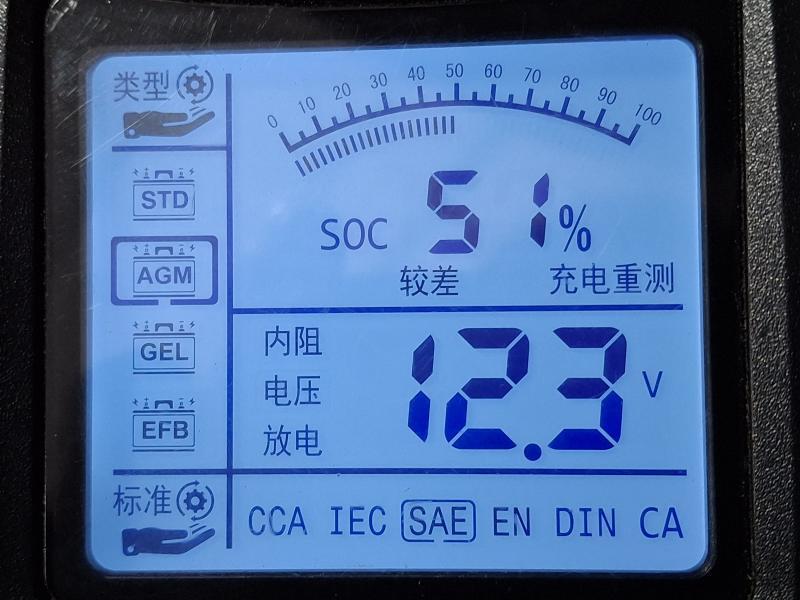 类型
0 10 20 30 40 50 60 70 80 90 100
STD
SOC 51%
AGM
较差 充电重测
GEL
内阻
电压
放电
12.3 V
EFB
标准
CCA IEC SAE EN DIN CA